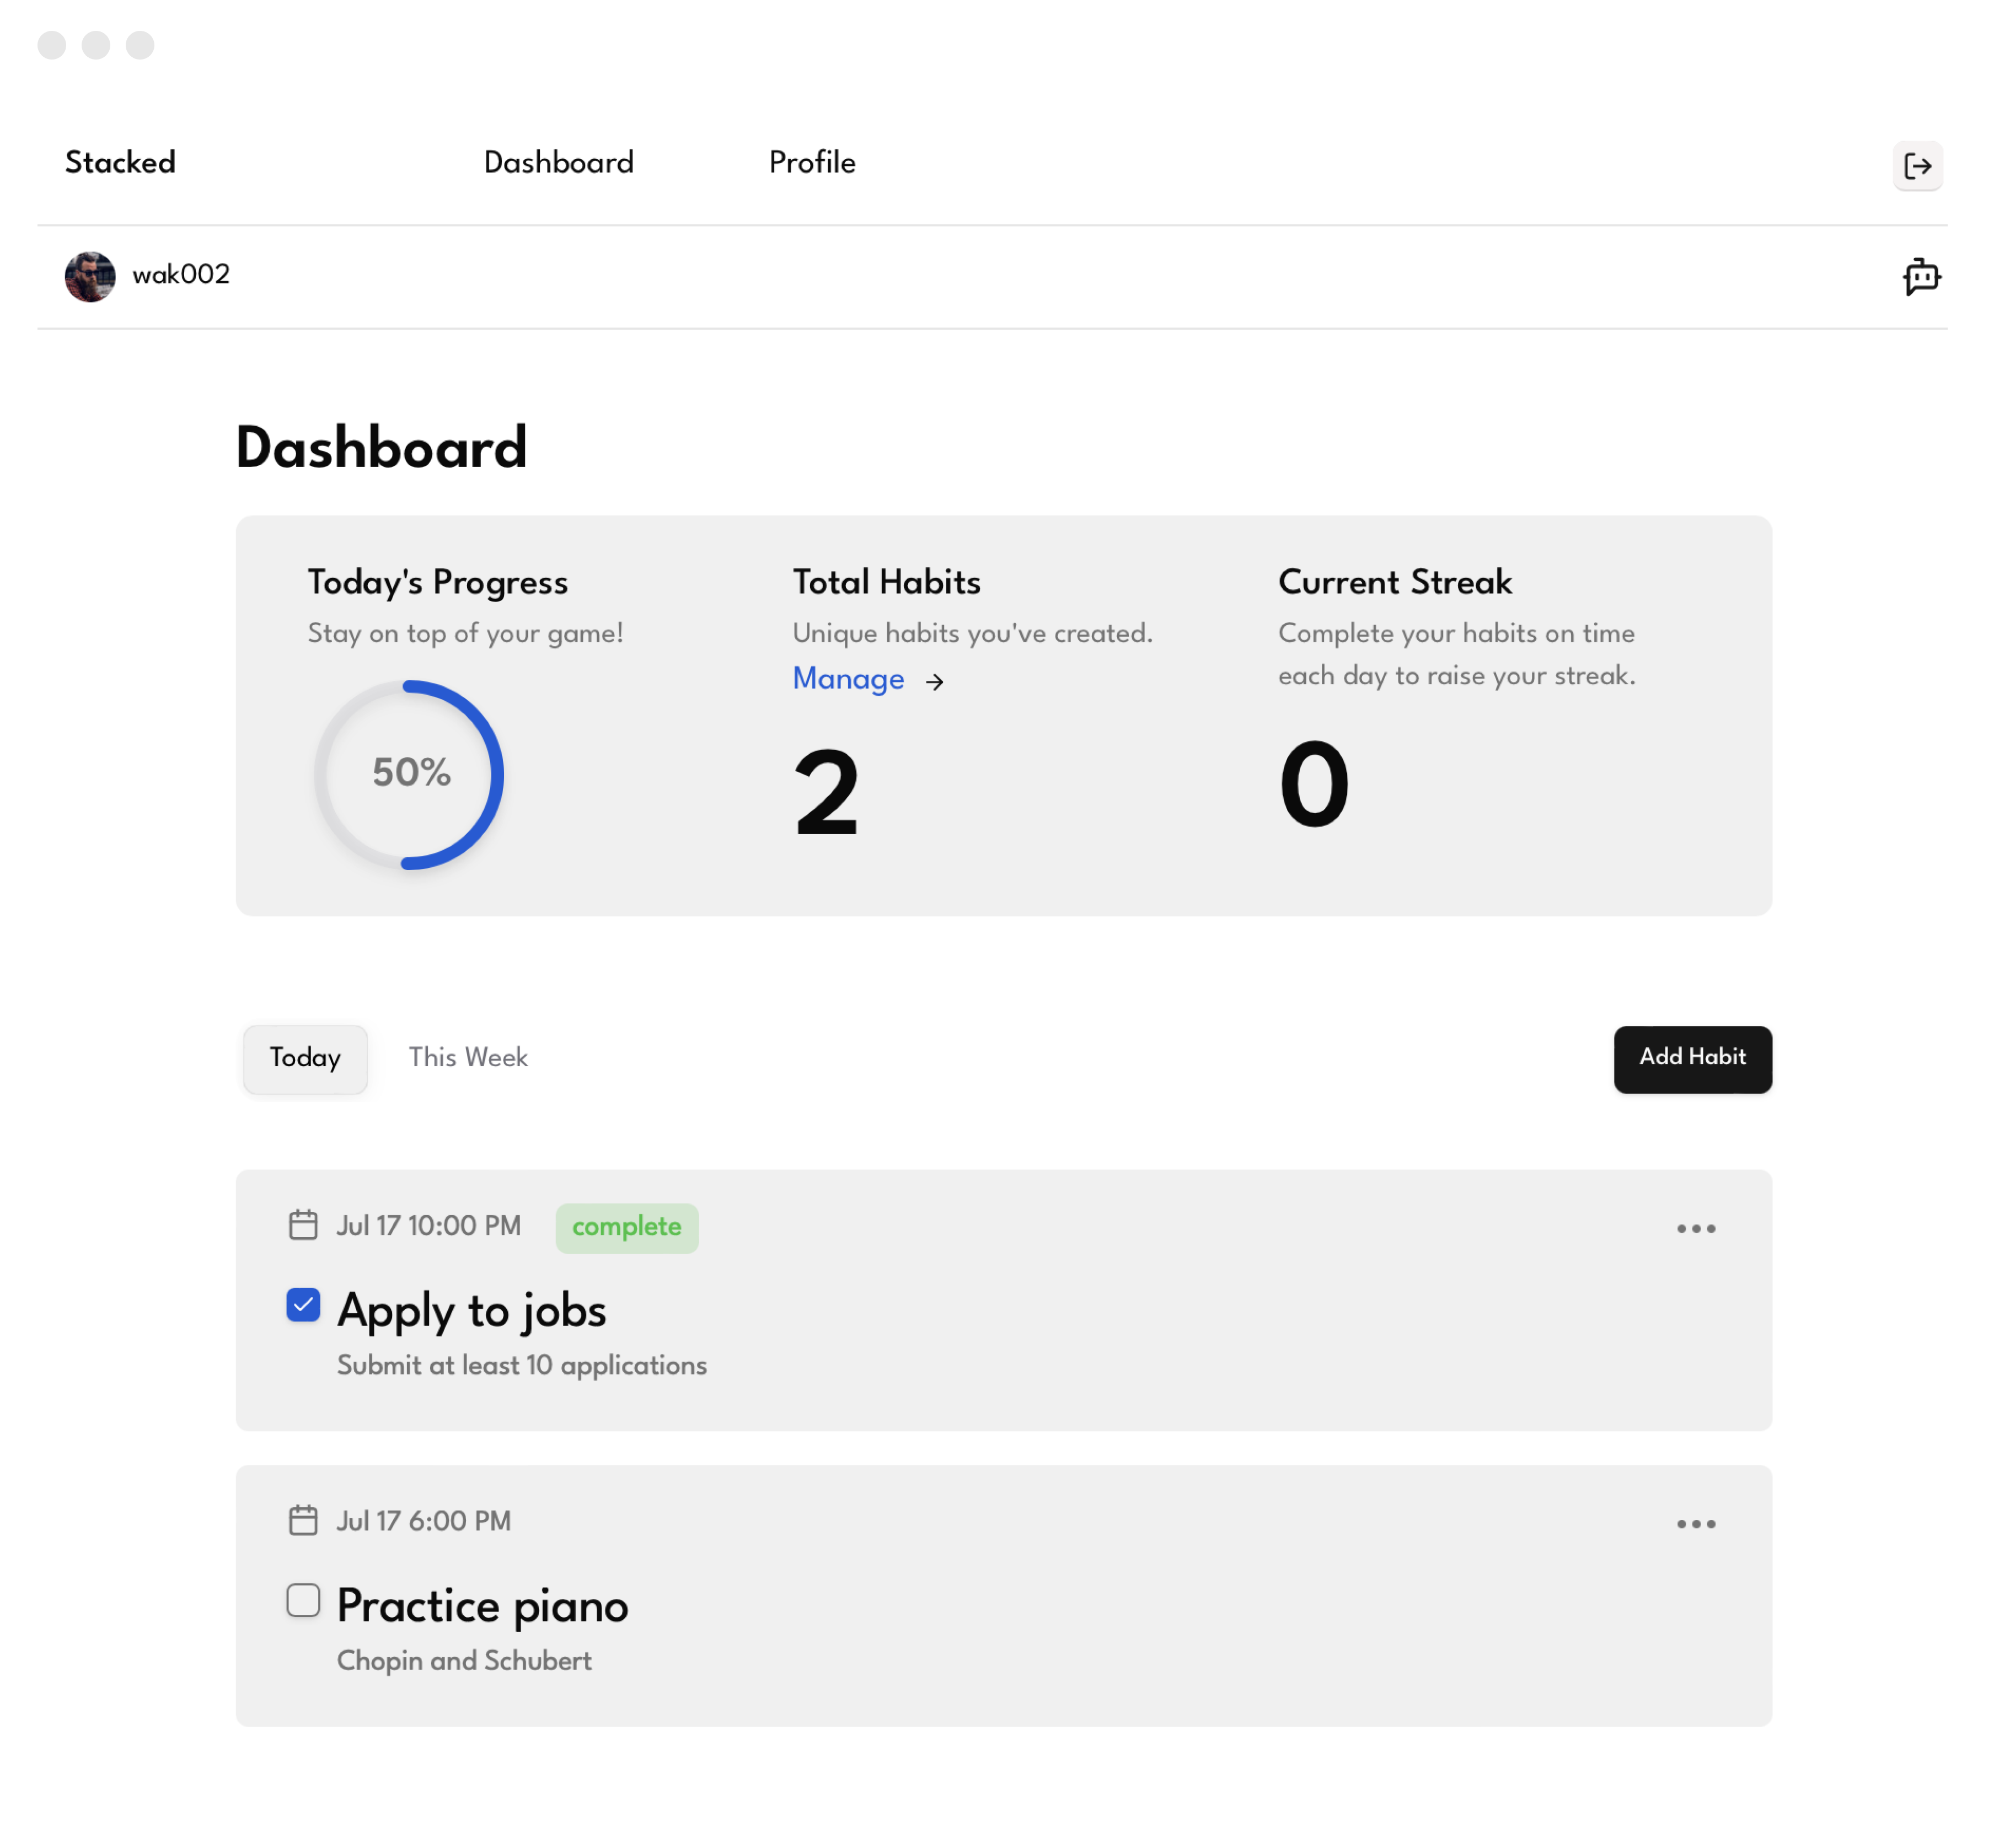 Stacked Dashboard Profile
wak002
Dashboard
Today's Progress
Stay on top of your game!
50%
Total Habits
Unique habits you've created.
Manage →
2
Current Streak
Complete your habits on time
each day to raise your streak.
0
Today This Week
Add Habit
Jul 17 10:00 PM complete
Apply to jobs
Submit at least 10 applications
Jul 17 6:00 PM
Practice piano
Chopin and Schubert